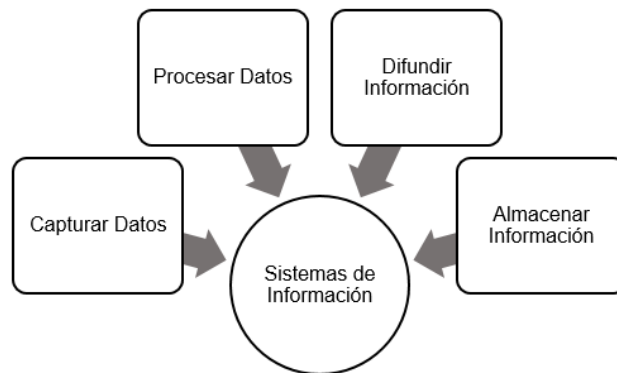 Procesar Datos
Difundir
Información
Capturar Datos
Almacenar
Información
Sistemas de
Información